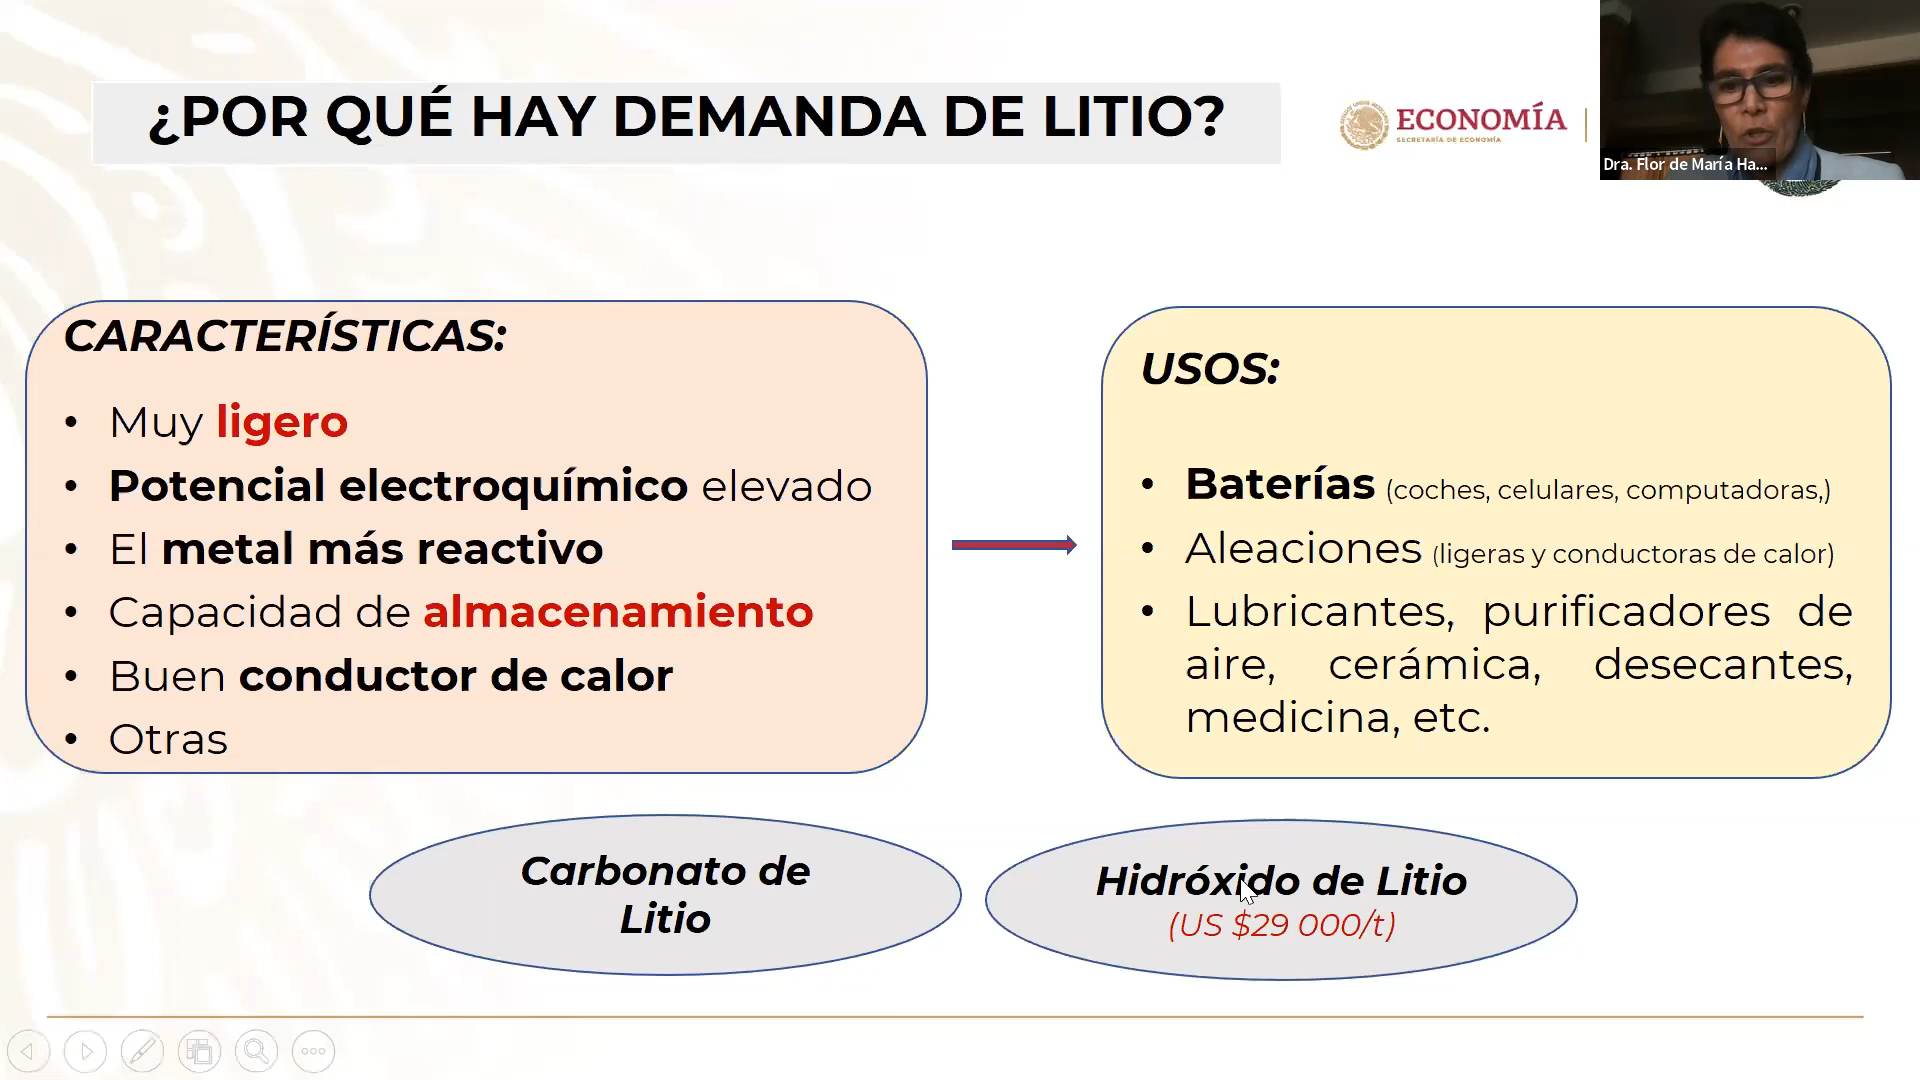 ¿POR QUÉ HAY DEMANDA DE LITIO?
ECONOMÍA
SECRETARÍA DE ECONOMÍA
Dra. Flor de María Ha...
CARACTERÍSTICAS:
• Muy ligero
• Potencial electroquímico elevado
• El metal más reactivo
• Capacidad de almacenamiento
• Buen conductor de calor
• Otras
USOS:
• Baterías (coches, celulares, computadoras,)
• Aleaciones (ligeras y conductoras de calor)
• Lubricantes, purificadores de
aire, cerámica, desecantes,
medicina, etc.
Carbonato de
Litio
Hidróxido de Litio
(US $29 000/t)